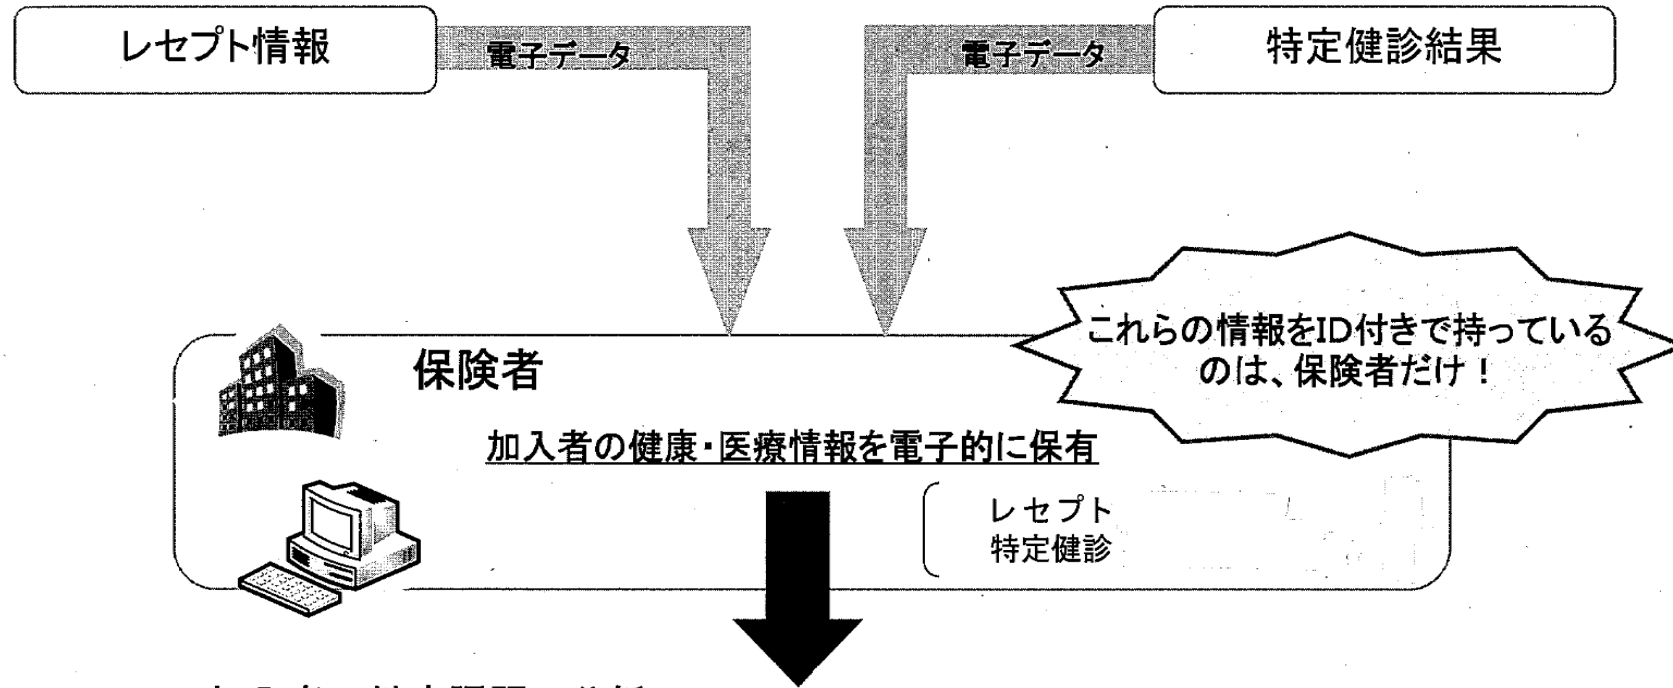 レセプト情報
電子データ
電子データ
特定健診結果
これらの情報をID付きで持っている
のは、保険者だけ！
保険者
加入者の健康・医療情報を電子的に保有
レセプト
特定健診